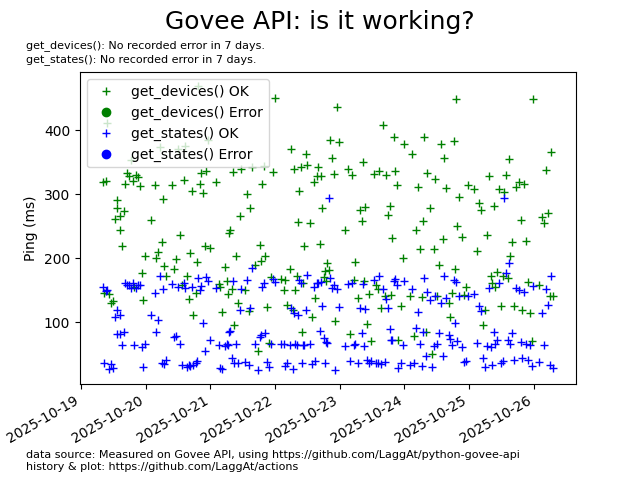 Govee API: is it working?
get_devices(): No recorded error in 7 days.
get_states(): No recorded error in 7 days.
get_devices() OK
get_devices() Error
get_states() OK
get_states() Error
Ping (ms)
400
300
200
100
2025-10-19
2025-10-20
2025-10-21
2025-10-22
2025-10-23
2025-10-24
2025-10-25
2025-10-26
data source: Measured on Govee API, using https://github.com/LaggAt/python-govee-api
history & plot: https://github.com/LaggAt/actions